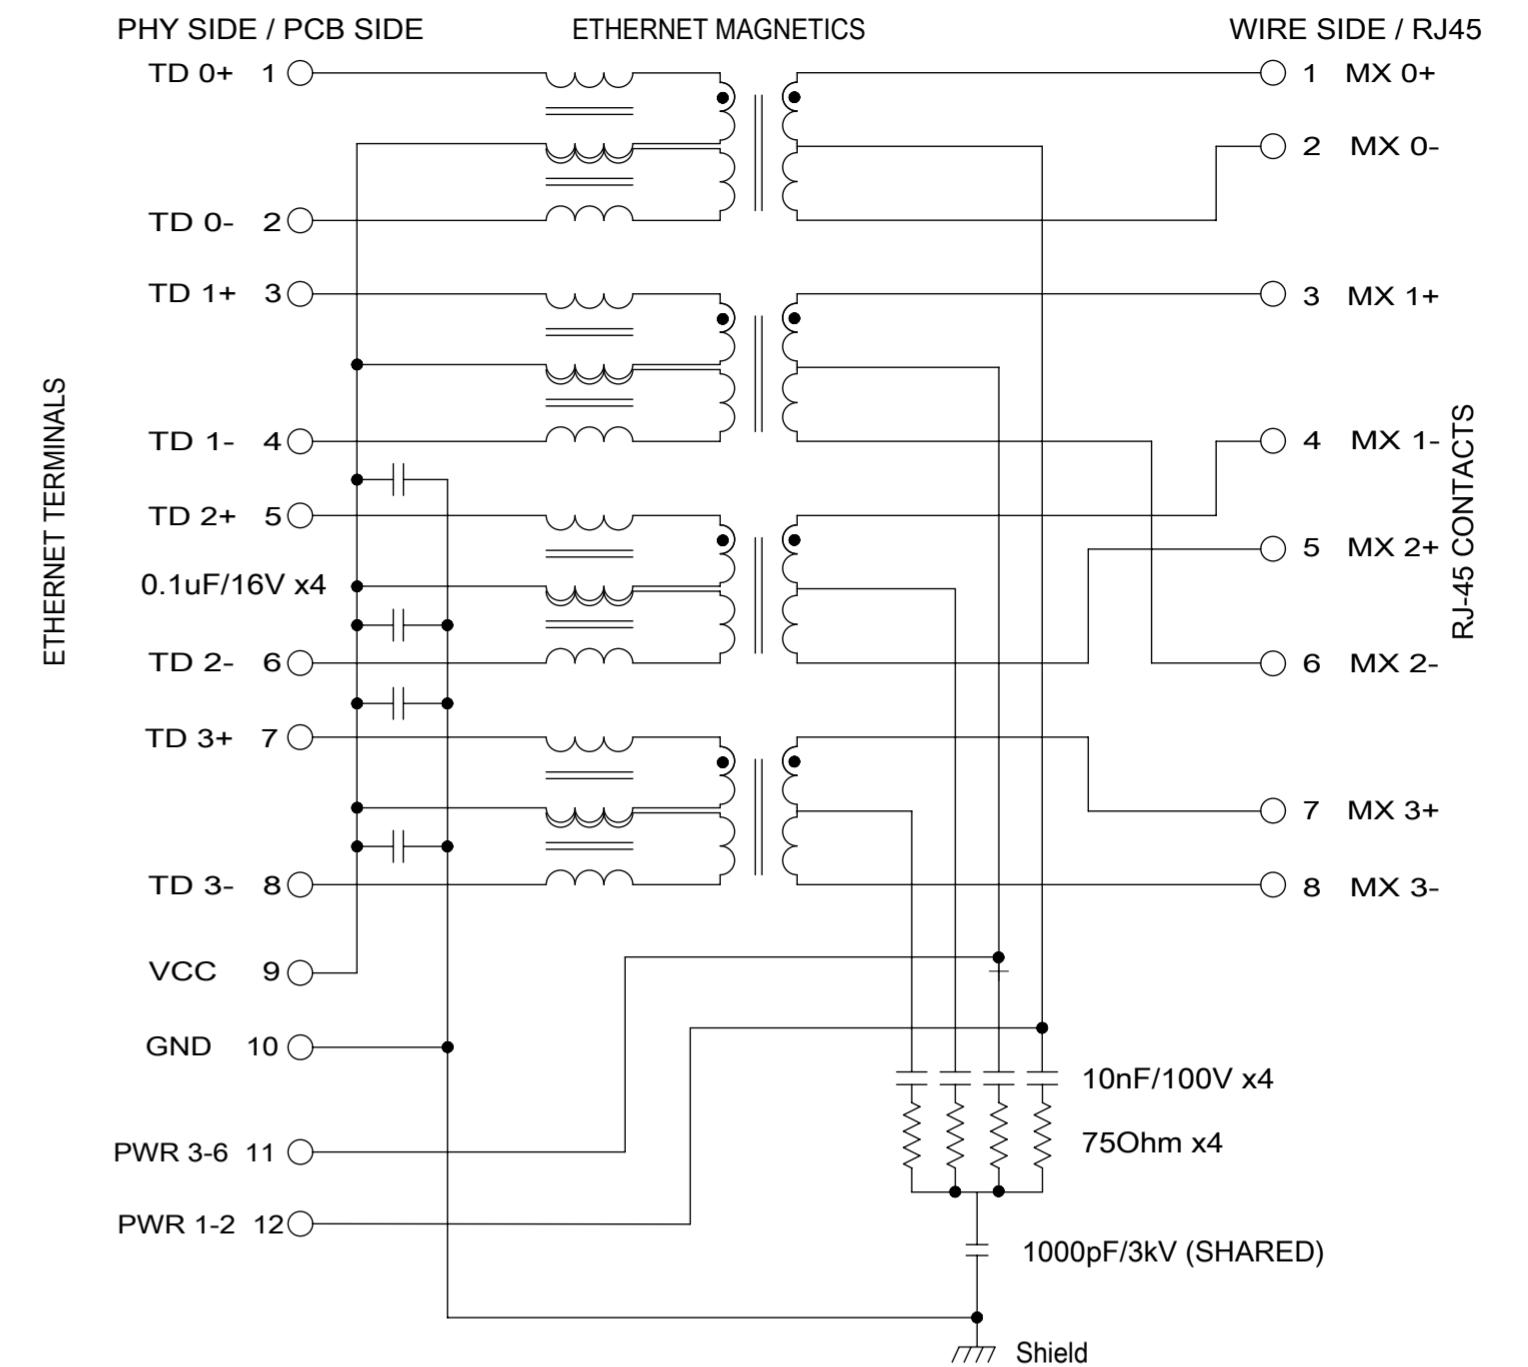 PHY SIDE / PCB SIDE
ETHERNET MAGNETICS
WIRE SIDE / RJ45
TD 0+ 1
1 MX 0+
2 MX 0-
TD 0- 2
TD 1+ 3
3 MX 1+
ETHERNET TERMINALS
RJ-45 CONTACTS
TD 1- 4
4 MX 1-
TD 2+ 5
5 MX 2+
0.1uF/16V x4
TD 2- 6
6 MX 2-
TD 3+ 7
7 MX 3+
TD 3- 8
8 MX 3-
VCC 9
GND 10
10nF/100V x4
75Ohm x4
PWR 3-6 11
PWR 1-2 12
1000pF/3kV (SHARED)
Shield